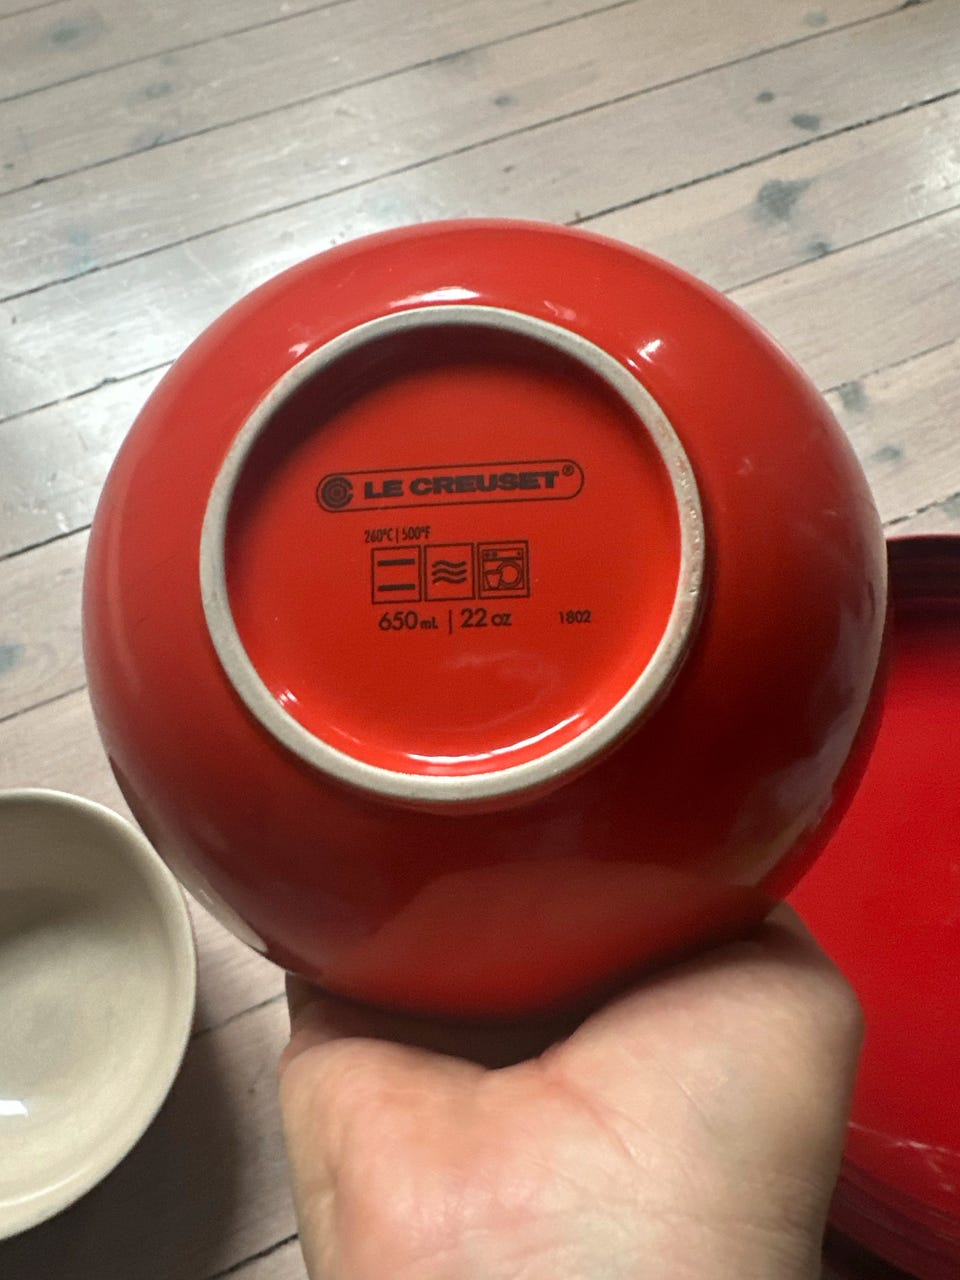 LE CREUSET®
260°C | 500°F
650 mL | 22 oz 1802